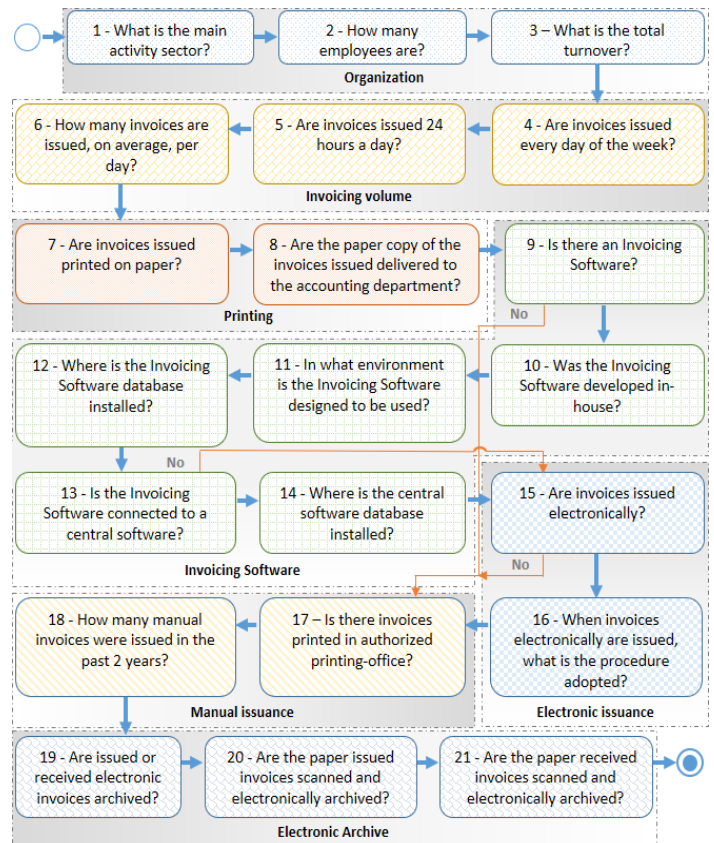 1 - What is the main
activity sector?
2 - How many
employees are?
3 – What is the total
turnover?
Organization
6 - How many invoices are
issued, on average, per
day?
5 - Are invoices issued 24
hours a day?
4 - Are invoices issued
every day of the week?
Invoicing volume
7 - Are invoices issued
printed on paper?
8 - Are the paper copy of the
invoices issued delivered to
the accounting department?
Printing
9 - Is there an Invoicing
Software?
No
12 - Where is the Invoicing
Software database
installed?
11 - In what environment
is the Invoicing Software
designed to be used?
10 - Was the Invoicing
Software developed in-
house?
No
13 - Is the Invoicing
Software connected to a
central software?
14 - Where is the central
software database
installed?
Invoicing Software
15 - Are invoices issued
electronically?
No
18 - How many manual
invoices were issued in the
past 2 years?
17 – Is there invoices
printed in authorized
printing-office?
Manual issuance
16 - When invoices
electronically are issued,
what is the procedure
adopted?
Electronic issuance
19 - Are issued or
received electronic
invoices archived?
20 - Are the paper issued
invoices scanned and
electronically archived?
21 - Are the paper received
invoices scanned and
electronically archived?
Electronic Archive